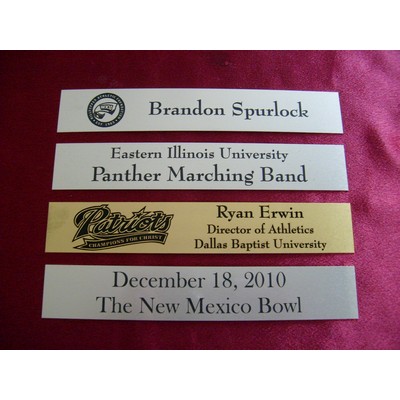 Brandon Spurlock
Eastern Illinois University
Panther Marching Band
Patriots
CHAMPIONS FOR CHRIST
Ryan Erwin
Director of Athletics
Dallas Baptist University
December 18, 2010
The New Mexico Bowl